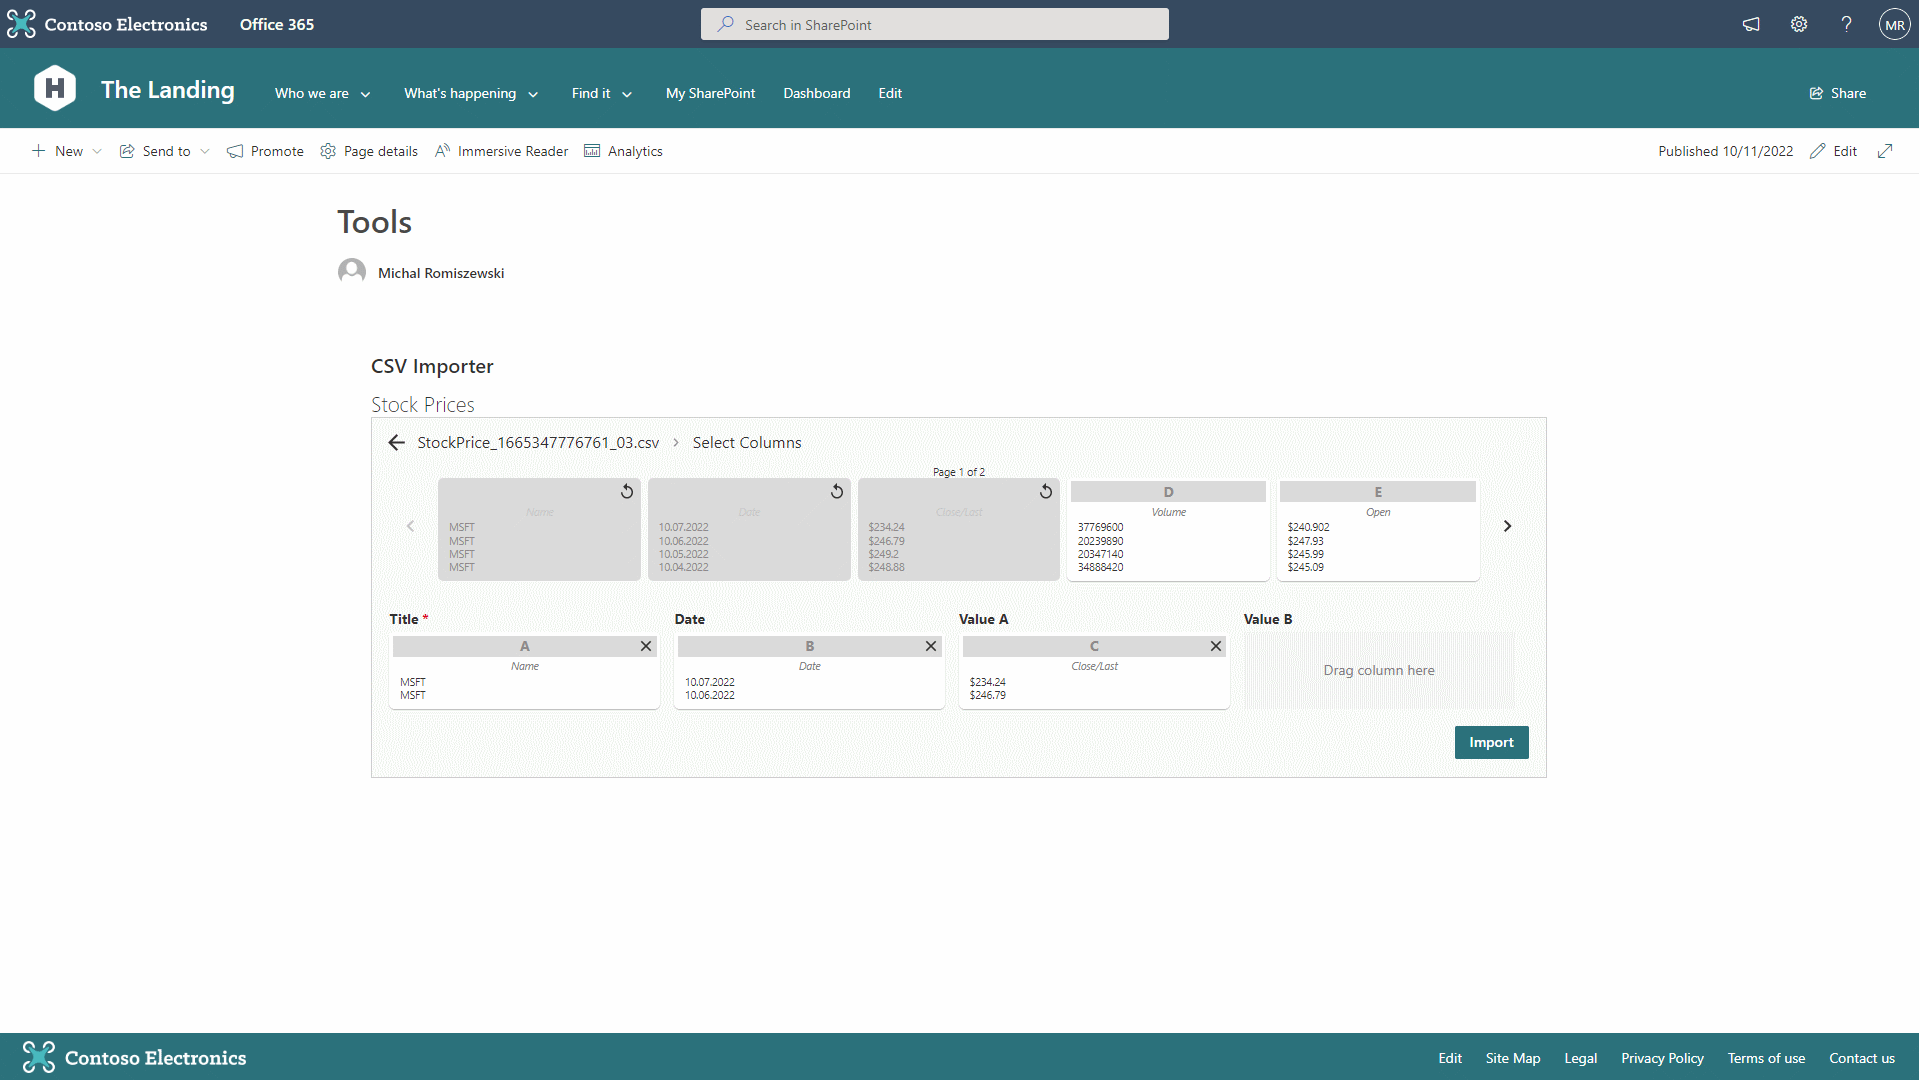 Contoso Electronics Office 365 Search in SharePoint MR
H The Landing Who we are What's happening Find it My SharePoint Dashboard Edit Share
New Send to Promote Page details Immersive Reader Analytics Published 10/11/2022 Edit
Tools
Michal Romiszewski
CSV Importer
Stock Prices
StockPrice_1665347776761_03.csv > Select Columns
Page 1 of 2
D E
Name Date Close/Last Volume Open
MSFT 10.07.2022 $234.24 37769600 $240.902
MSFT 10.06.2022 $246.79 20239890 $247.93
MSFT 10.05.2022 $249.2 20347140 $245.99
MSFT 10.04.2022 $248.88 34888420 $245.09
Title * Date Value A Value B
A B C
Name Date Close/Last Drag column here
MSFT 10.07.2022 $234.24
MSFT 10.06.2022 $246.79
Import
Contoso Electronics Edit Site Map Legal Privacy Policy Terms of use Contact us